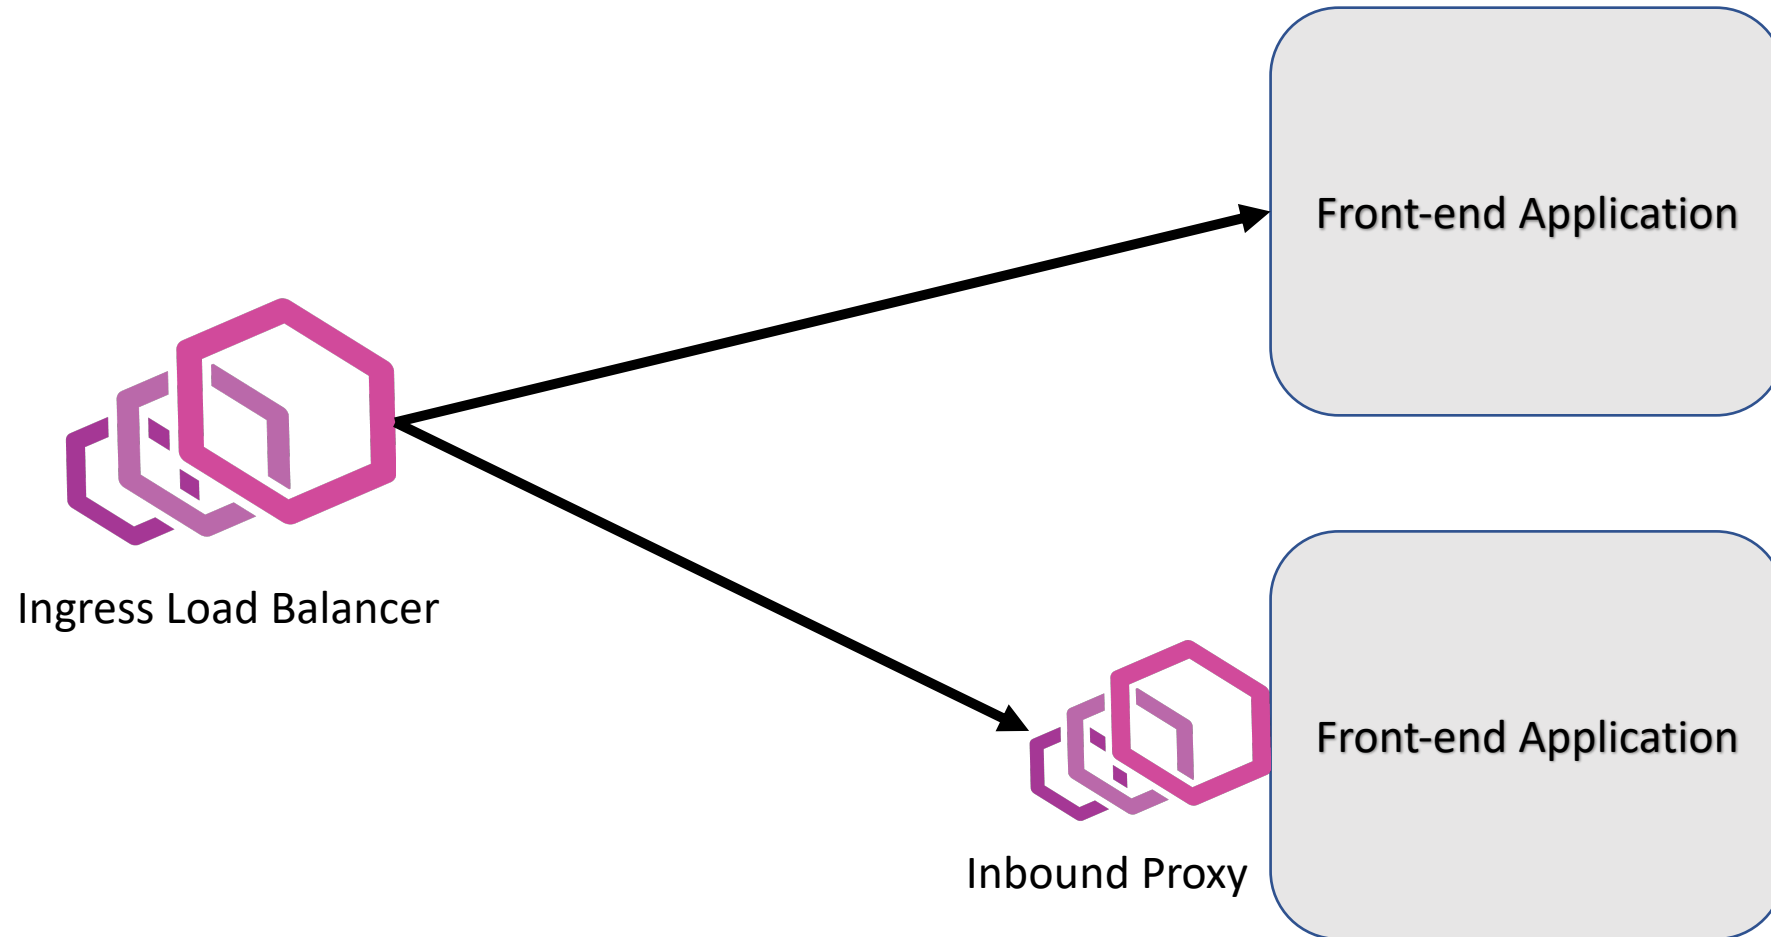 Front-end Application
Ingress Load Balancer
Front-end Application
Inbound Proxy